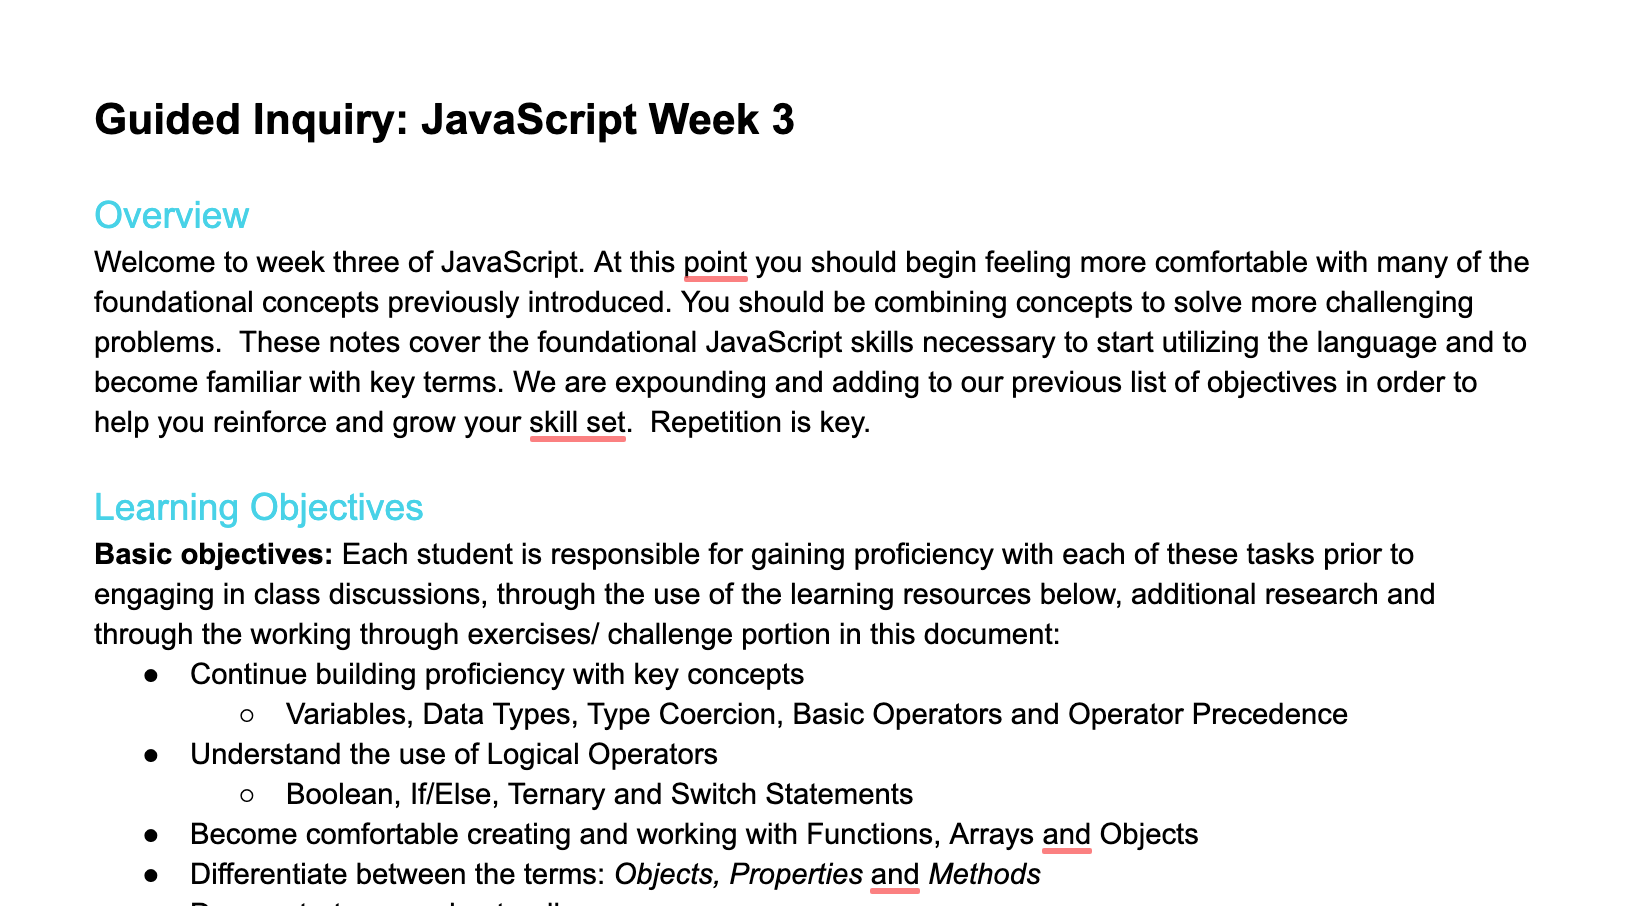 Guided Inquiry: JavaScript Week 3
Overview
Welcome to week three of JavaScript. At this point you should begin feeling more comfortable with many of the
foundational concepts previously introduced. You should be combining concepts to solve more challenging
problems.  These notes cover the foundational JavaScript skills necessary to start utilizing the language and to
become familiar with key terms. We are expounding and adding to our previous list of objectives in order to
help you reinforce and grow your skill set.  Repetition is key.
Learning Objectives
Basic objectives: Each student is responsible for gaining proficiency with each of these tasks prior to
engaging in class discussions, through the use of the learning resources below, additional research and
through the working through exercises/ challenge portion in this document:
● Continue building proficiency with key concepts
○ Variables, Data Types, Type Coercion, Basic Operators and Operator Precedence
● Understand the use of Logical Operators
○ Boolean, If/Else, Ternary and Switch Statements
● Become comfortable creating and working with Functions, Arrays and Objects
● Differentiate between the terms: Objects, Properties and Methods